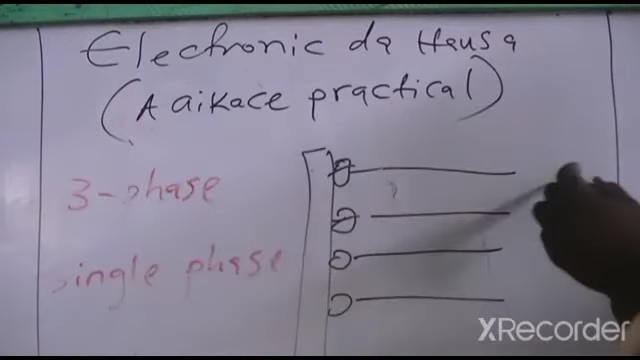 Electronic da Hausa
(A aikace practical)
3-phase
single phase
XRecorder